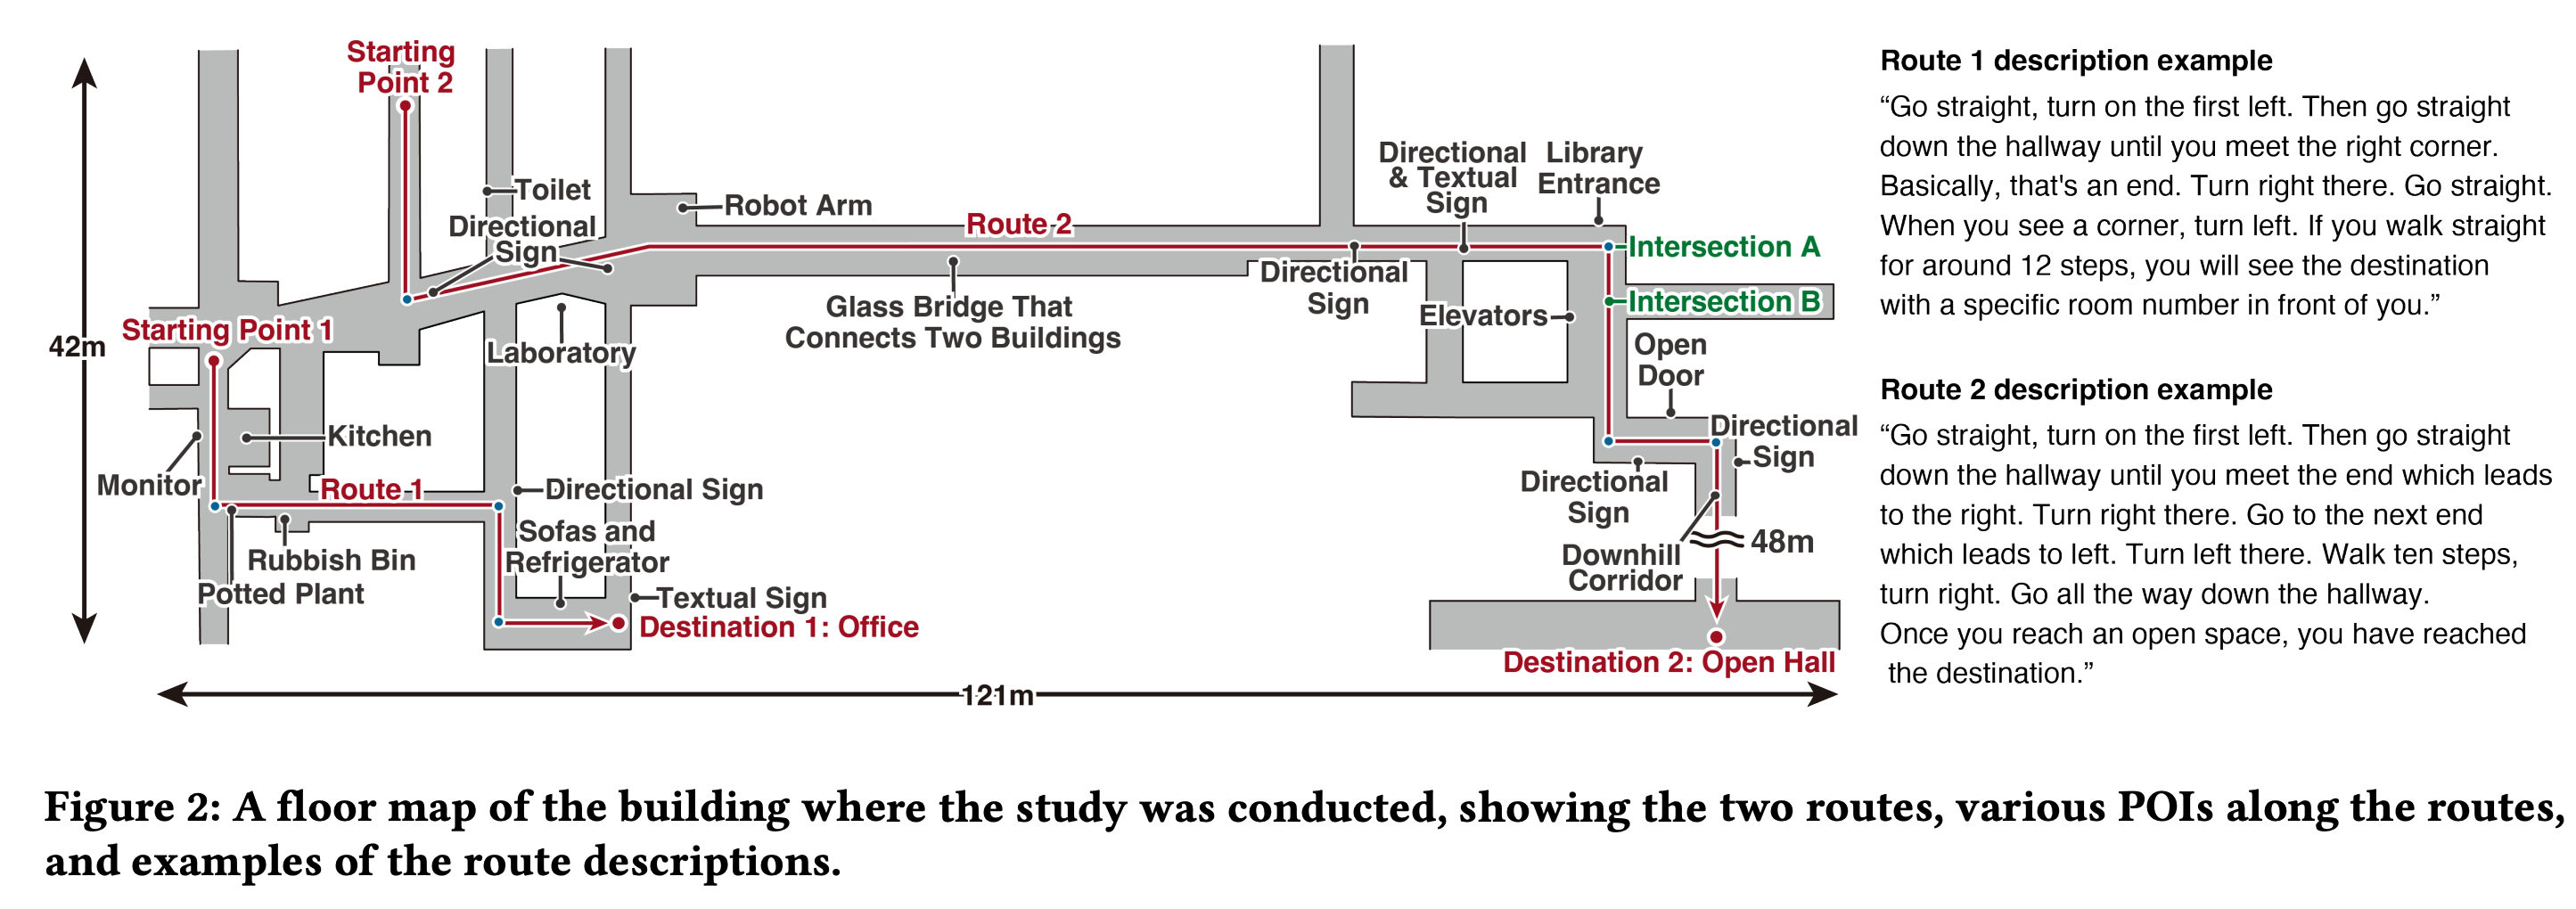 Starting
Point 2
Toilet
Directional
Sign
Robot Arm
Route 2
Directional
& Textual
Sign
Library
Entrance
Intersection A
Directional
Sign
Intersection B
Glass Bridge That
Connects Two Buildings
Elevators
Starting Point 1
42m
Laboratory
Open
Door
Kitchen
Monitor
Directional
Sign
Route 1
Directional Sign
Directional
Sign
Sofas and
Refrigerator
Rubbish Bin
Potted Plant
48m
Downhill
Corridor
Textual Sign
Destination 1: Office
Destination 2: Open Hall
121m
Route 1 description example
“Go straight, turn on the first left. Then go straight
down the hallway until you meet the right corner.
Basically, that's an end. Turn right there. Go straight.
When you see a corner, turn left. If you walk straight
for around 12 steps, you will see the destination
with a specific room number in front of you.”
Route 2 description example
“Go straight, turn on the first left. Then go straight
down the hallway until you meet the end which leads
to the right. Turn right there. Go to the next end
which leads to left. Turn left there. Walk ten steps,
turn right. Go all the way down the hallway.
Once you reach an open space, you have reached
the destination.”
Figure 2: A floor map of the building where the study was conducted, showing the two routes, various POIs along the routes,
and examples of the route descriptions.